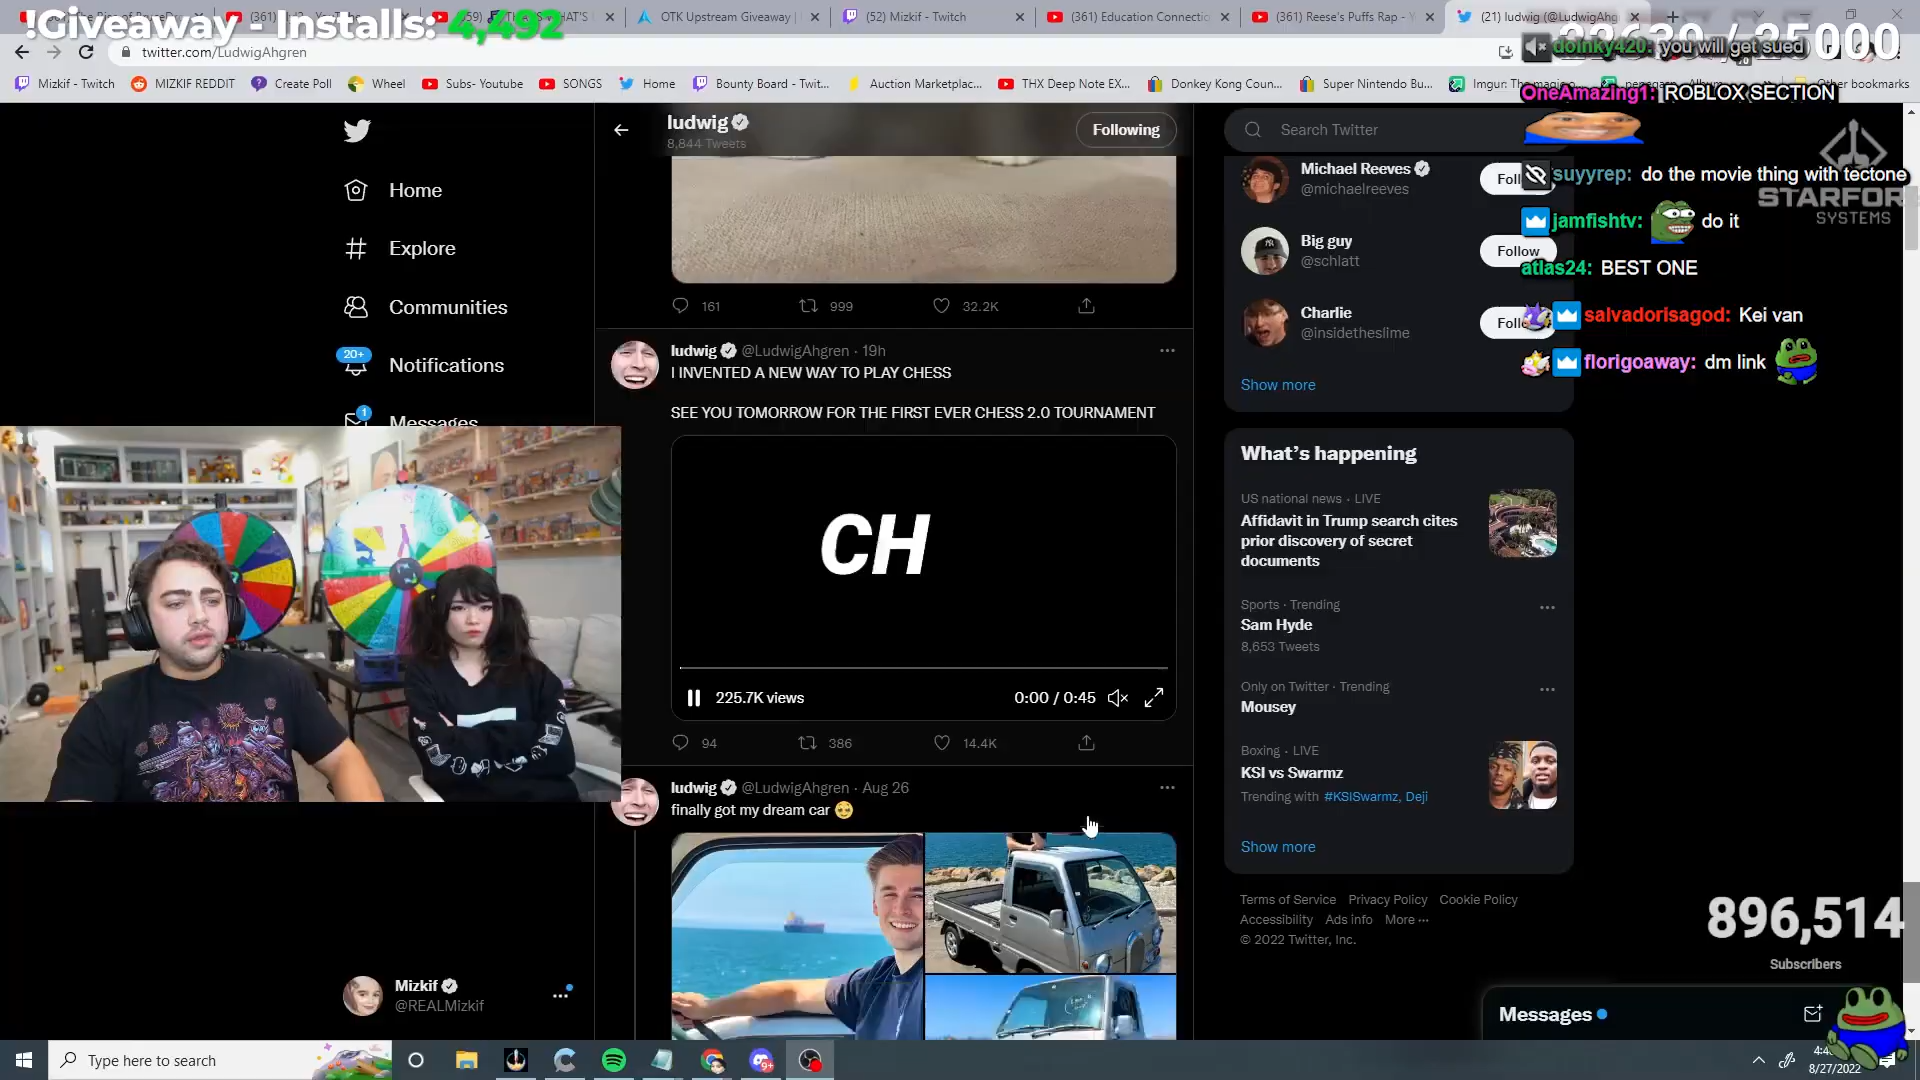 !Giveaway - Installs: 4,492
OTK Upstream Giveaway |
(52) Mizkif - Twitch
(361) Education Connectio
(361) Reese's Puffs Rap - Y
(21) ludwig (@LudwigAhg
/ 25000
twitter.com/LudwigAhgren
doinky420: you will get sued
Mizkif - Twitch
MIZKIF REDDIT
Create Poll
Wheel
Subs- Youtube
SONGS
Home
Bounty Board - Twit...
Auction Marketplac...
THX Deep Note EX...
Donkey Kong Coun...
Super Nintendo Bu...
Other bookmarks
OneAmazing1: ROBLOX SECTION
suyyrep: do the movie thing with tectone
STARFOR
SYSTEMS
jamfishtv: do it
atlas24: BEST ONE
salvadorisagod: Kei van
florigoaway: dm link
Home
Explore
Communities
20+
Notifications
1
Messages
Mizkif
@REALMizkif
ludwig
8,844 Tweets
Following
161
999
32.2K
ludwig @LudwigAhgren · 19h
I INVENTED A NEW WAY TO PLAY CHESS
SEE YOU TOMORROW FOR THE FIRST EVER CHESS 2.0 TOURNAMENT
CH
225.7K views
0:00 / 0:45
94
386
14.4K
ludwig @LudwigAhgren · Aug 26
finally got my dream car
Search Twitter
Michael Reeves
@michaelreeves
Big guy
@schlatt
Follow
Charlie
@insidetheslime
Show more
What's happening
US national news · LIVE
Affidavit in Trump search cites
prior discovery of secret
documents
Sports · Trending
Sam Hyde
8,653 Tweets
Only on Twitter · Trending
Mousey
Boxing · LIVE
KSI vs Swarmz
Trending with #KSISwarmz, Deji
Show more
Terms of Service Privacy Policy Cookie Policy
Accessibility Ads info More ···
© 2022 Twitter, Inc.
896,514
Subscribers
Messages
Type here to search
9+
8/27/2022